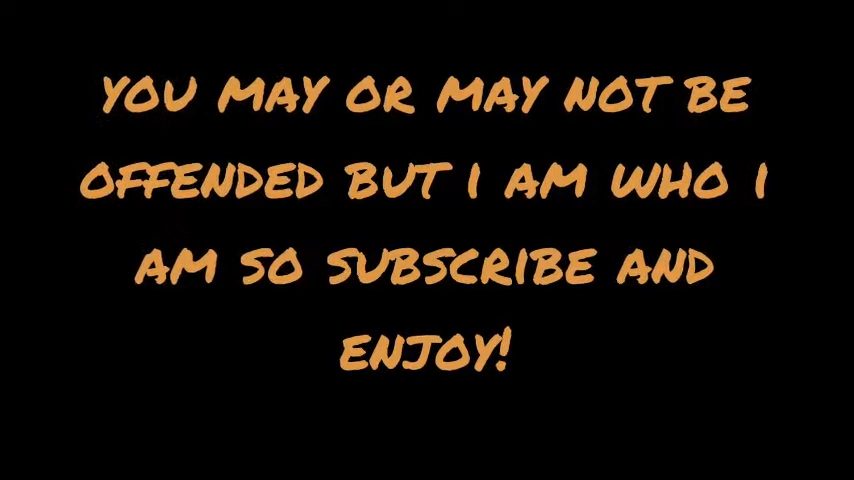 YOU MAY OR MAY NOT BE
OFFENDED BUT I AM WHO I
AM SO SUBSCRIBE AND
ENJOY!